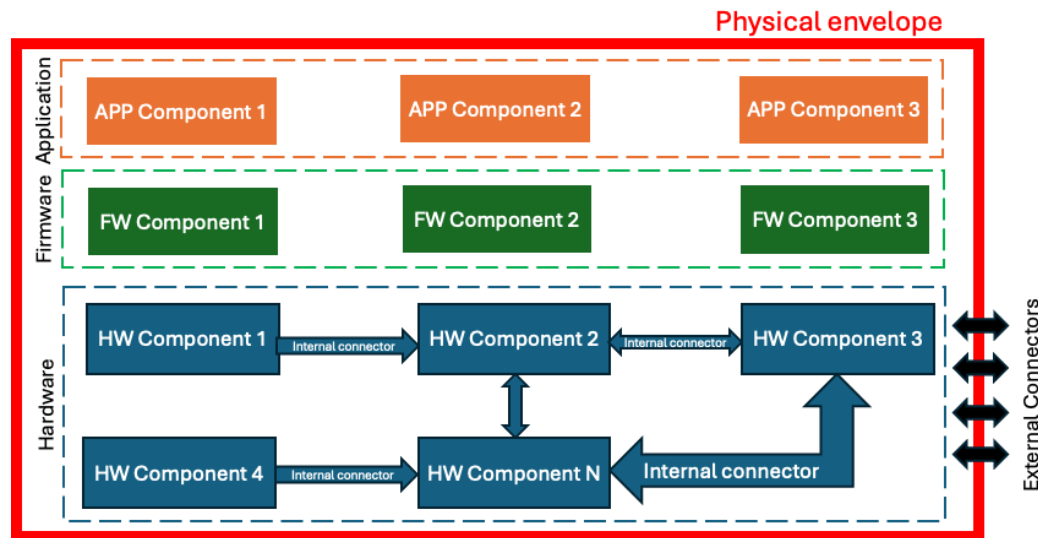 Physical envelope
Application
APP Component 1
APP Component 2
APP Component 3
Firmware
FW Component 1
FW Component 2
FW Component 3
Hardware
HW Component 1
Internal connector
HW Component 2
Internal connector
HW Component 3
HW Component 4
Internal connector
HW Component N
Internal connector
External Connectors